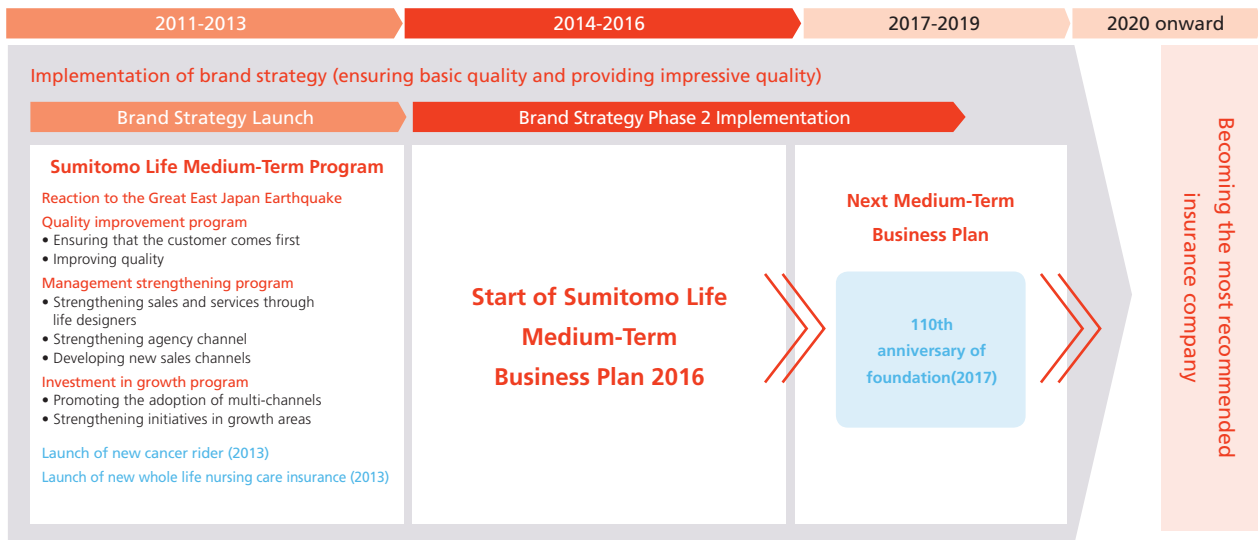 2011-2013
2014-2016
2017-2019
2020 onward
Implementation of brand strategy (ensuring basic quality and providing impressive quality)
Brand Strategy Launch
Brand Strategy Phase 2 Implementation
Sumitomo Life Medium-Term Program
Reaction to the Great East Japan Earthquake
Quality improvement program
• Ensuring that the customer comes first
• Improving quality
Management strengthening program
• Strengthening sales and services through
life designers
• Strengthening agency channel
• Developing new sales channels
Investment in growth program
• Promoting the adoption of multi-channels
• Strengthening initiatives in growth areas
Launch of new cancer rider (2013)
Launch of new whole life nursing care insurance (2013)
Start of Sumitomo Life
Medium-Term
Business Plan 2016
Next Medium-Term
Business Plan
110th
anniversary of
foundation(2017)
Becoming the most recommended
insurance company